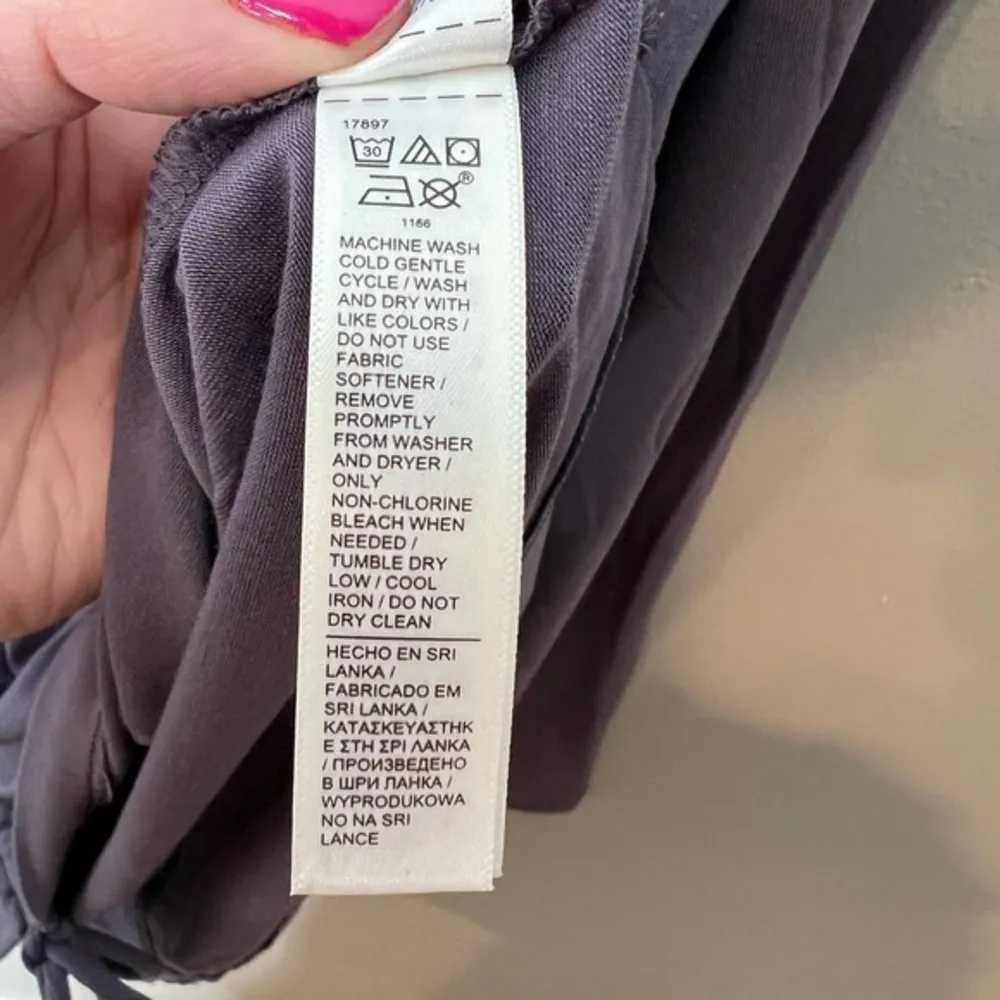 17897
30
®
1166
MACHINE WASH
COLD GENTLE
CYCLE / WASH
AND DRY WITH
LIKE COLORS /
DO NOT USE
FABRIC
SOFTENER /
REMOVE
PROMPTLY
FROM WASHER
AND DRYER /
ONLY
NON-CHLORINE
BLEACH WHEN
NEEDED /
TUMBLE DRY
LOW / COOL
IRON / DO NOT
DRY CLEAN
HECHO EN SRI
LANKA /
FABRICADO EM
SRI LANKA /
ΚΑΤΑΣΚΕΥΑΣΤΗΚ
Ε ΣΤΗ ΣΡΙ ΛΑΝΚΑ
/ ПРОИЗВЕДЕНО
В ШРИ ЛАНКА /
WYPRODUKOWA
NO NA SRI
LANCE